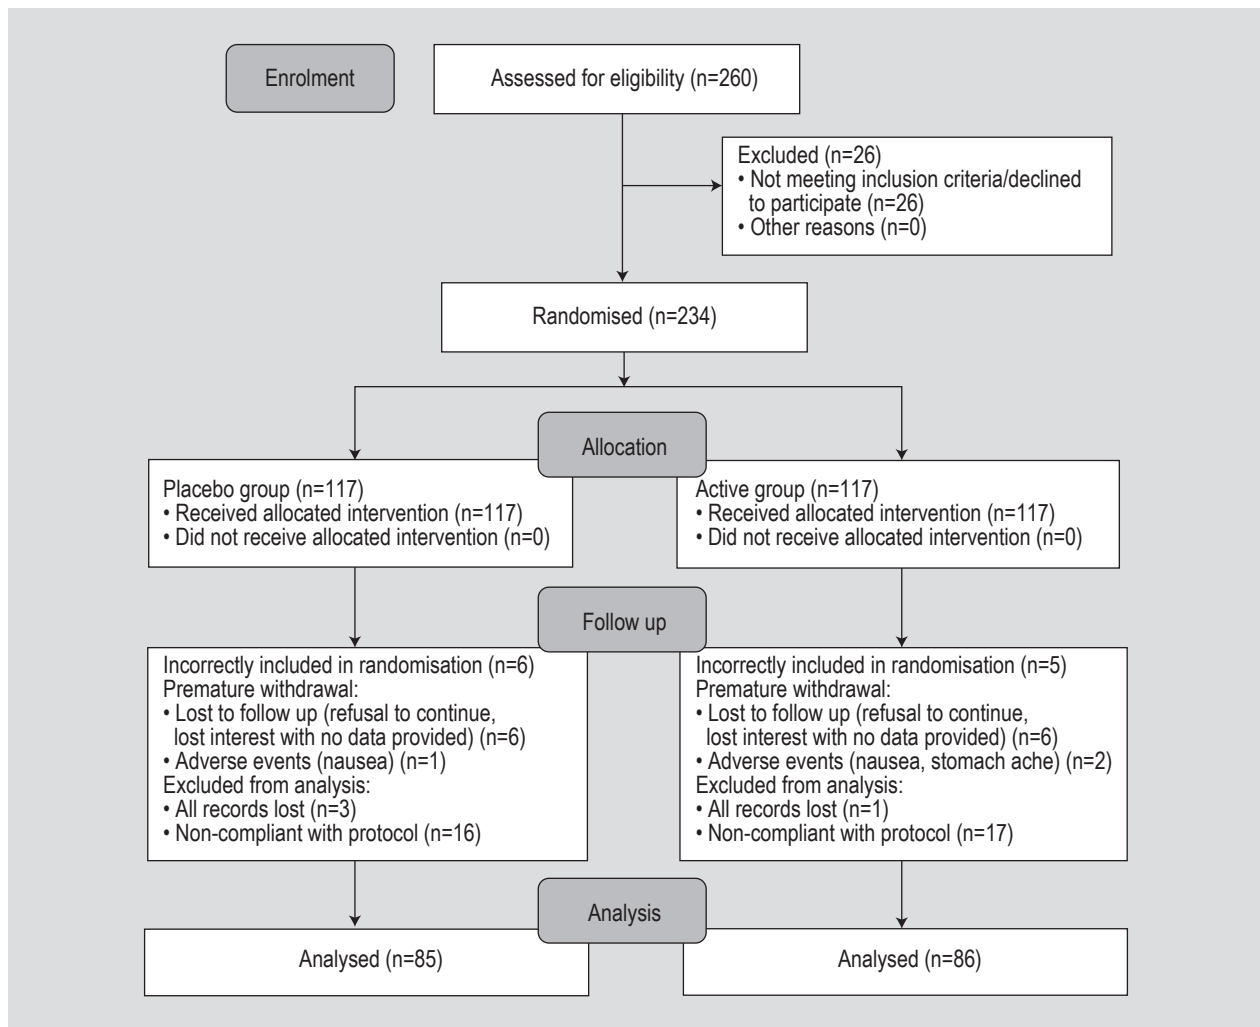 Enrolment
Assessed for eligibility (n=260)
Excluded (n=26)
• Not meeting inclusion criteria/declined
to participate (n=26)
• Other reasons (n=0)
Randomised (n=234)
Allocation
Placebo group (n=117)
• Received allocated intervention (n=117)
• Did not receive allocated intervention (n=0)
Active group (n=117)
• Received allocated intervention (n=117)
• Did not receive allocated intervention (n=0)
Follow up
Incorrectly included in randomisation (n=6)
Premature withdrawal:
• Lost to follow up (refusal to continue,
lost interest with no data provided) (n=6)
• Adverse events (nausea) (n=1)
Excluded from analysis:
• All records lost (n=3)
• Non-compliant with protocol (n=16)
Incorrectly included in randomisation (n=5)
Premature withdrawal:
• Lost to follow up (refusal to continue,
lost interest with no data provided) (n=6)
• Adverse events (nausea, stomach ache) (n=2)
Excluded from analysis:
• All records lost (n=1)
• Non-compliant with protocol (n=17)
Analysis
Analysed (n=85)
Analysed (n=86)